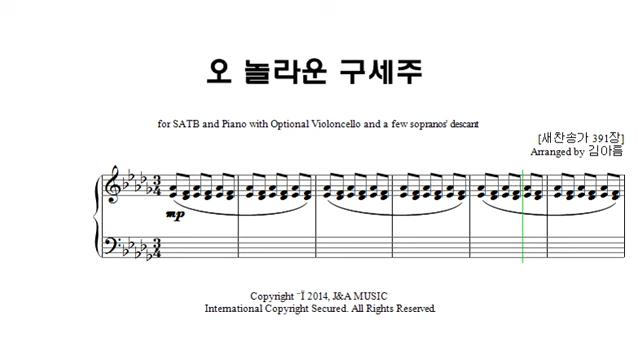 오 놀라운 구세주
for SATB and Piano with Optional Violoncello and a few sopranos' descant
[새찬송가 391장]
Arranged by 김아름
mp
Copyright ¨Ï 2014, J&A MUSIC
International Copyright Secured. All Rights Reserved.